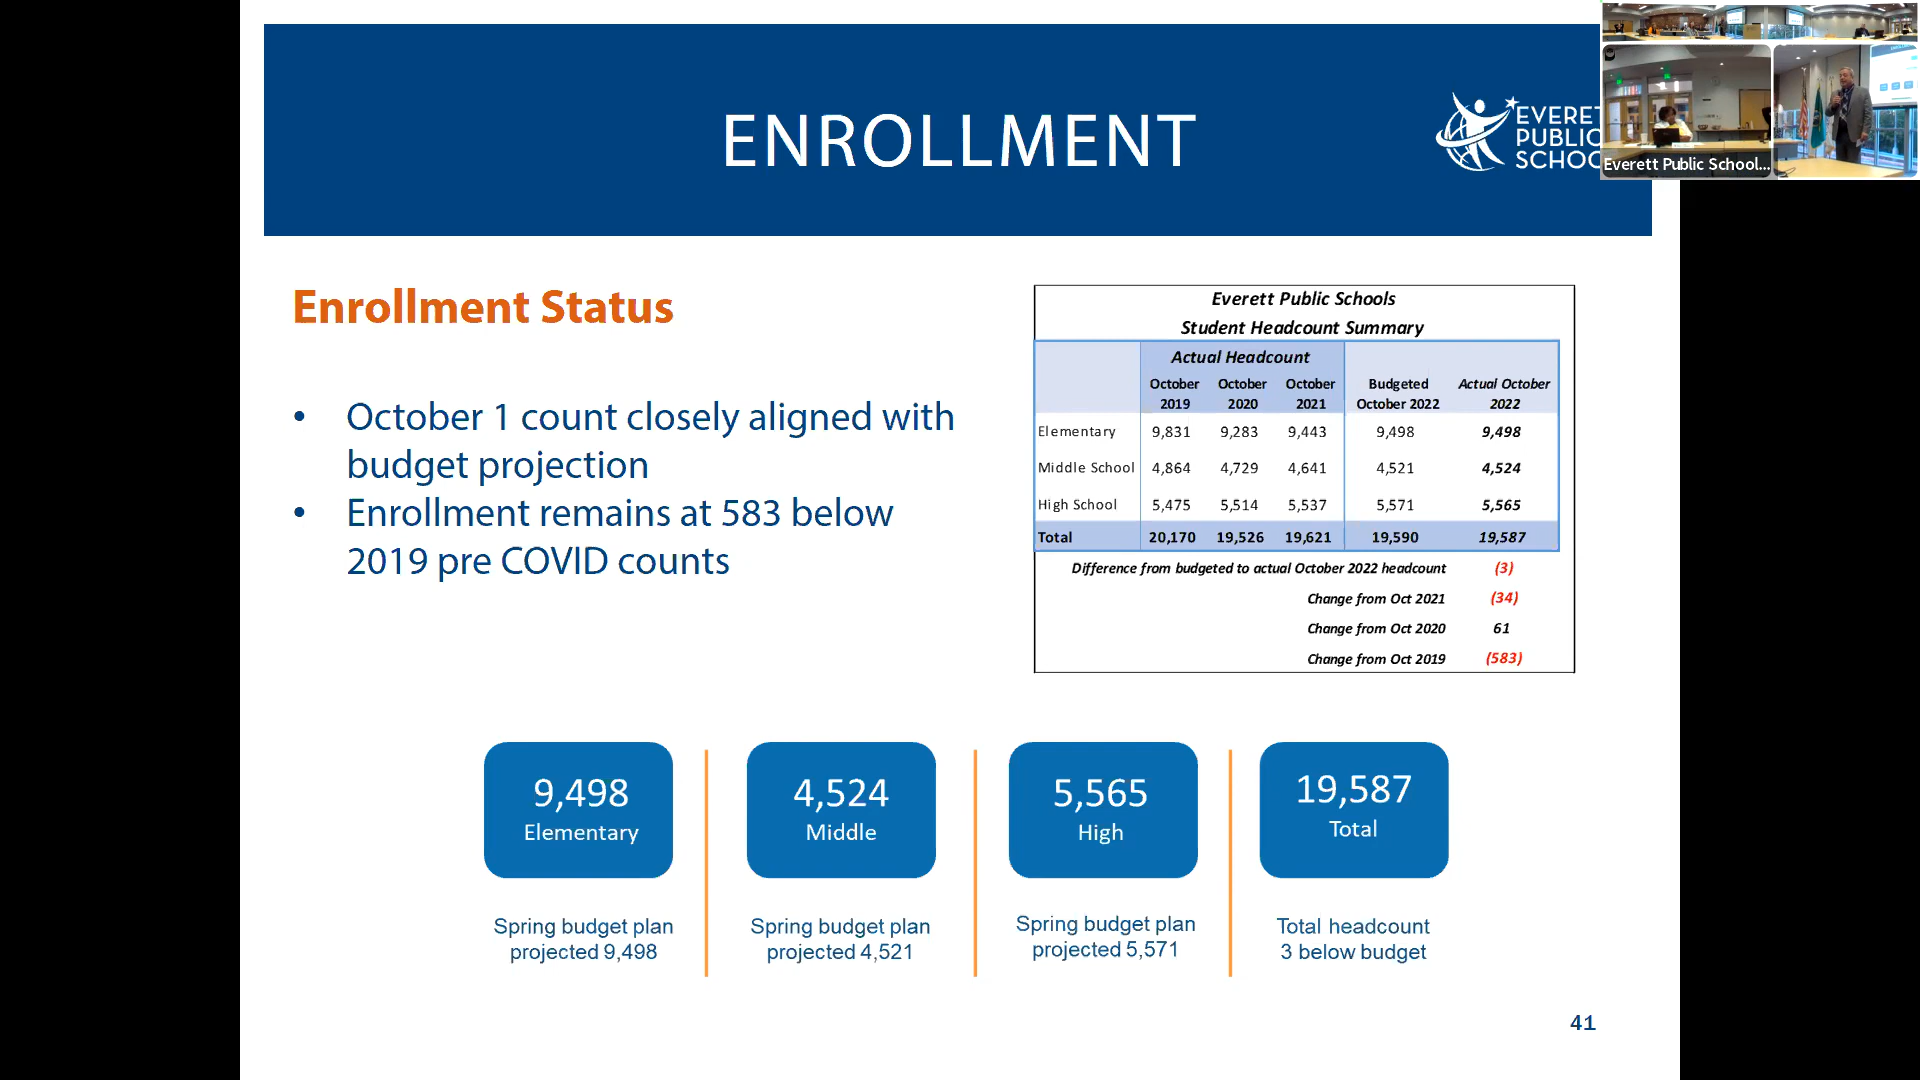 ENROLLMENT
EVERE
PUBLIC
SCHOO
Everett Public School...
Enrollment Status
• October 1 count closely aligned with
budget projection
• Enrollment remains at 583 below
2019 pre COVID counts
Everett Public Schools
Student Headcount Summary
Actual Headcount
October October October Budgeted Actual October
2019 2020 2021 October 2022 2022
Elementary 9,831 9,283 9,443 9,498 9,498
Middle School 4,864 4,729 4,641 4,521 4,524
High School 5,475 5,514 5,537 5,571 5,565
Total 20,170 19,526 19,621 19,590 19,587
Difference from budgeted to actual October 2022 headcount (3)
Change from Oct 2021 (34)
Change from Oct 2020 61
Change from Oct 2019 (583)
9,498
Elementary
Spring budget plan
projected 9,498
4,524
Middle
Spring budget plan
projected 4,521
5,565
High
Spring budget plan
projected 5,571
19,587
Total
Total headcount
3 below budget
41